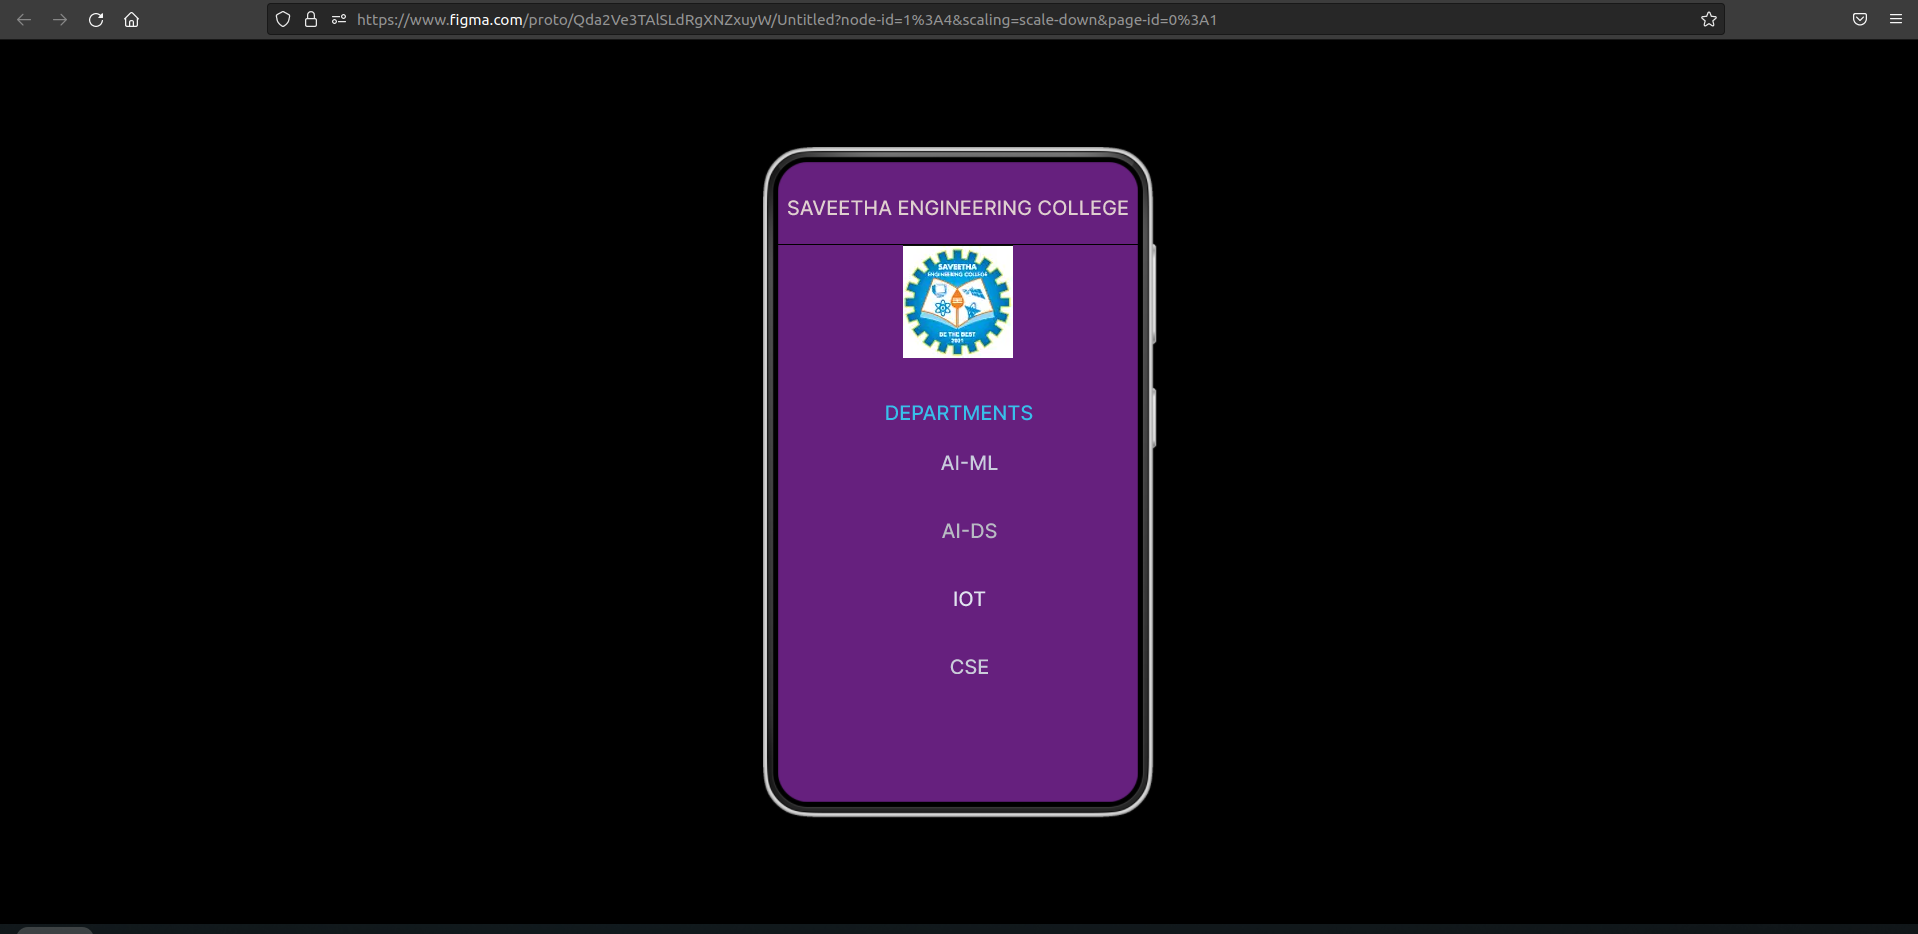 https://www.figma.com/proto/Qda2Ve3TAlSLdRgXNZxuyW/Untitled?node-id=1%3A4&scaling=scale-down&page-id=0%3A1
SAVEETHA ENGINEERING COLLEGE
SAVEETHA
ENGINEERING COLLEGE
BE THE BEST
2001
DEPARTMENTS
AI-ML
AI-DS
IOT
CSE